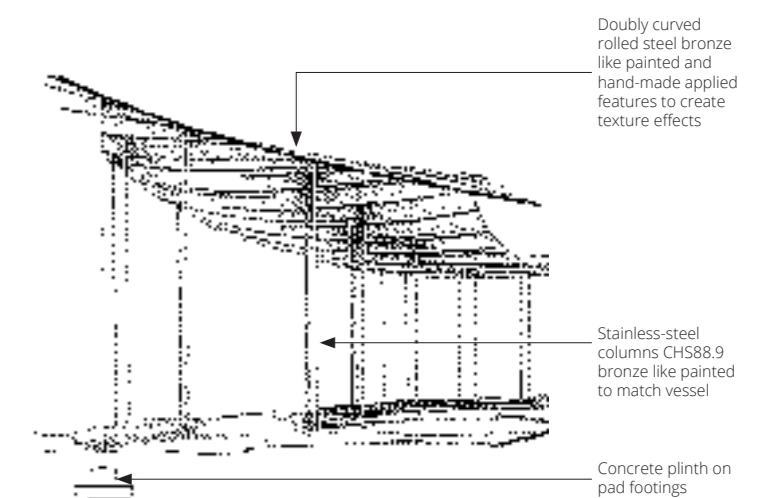 Doubly curved
rolled steel bronze
like painted and
hand-made applied
features to create
texture effects
Stainless-steel
columns CHS88.9
bronze like painted
to match vessel
Concrete plinth on
pad footings